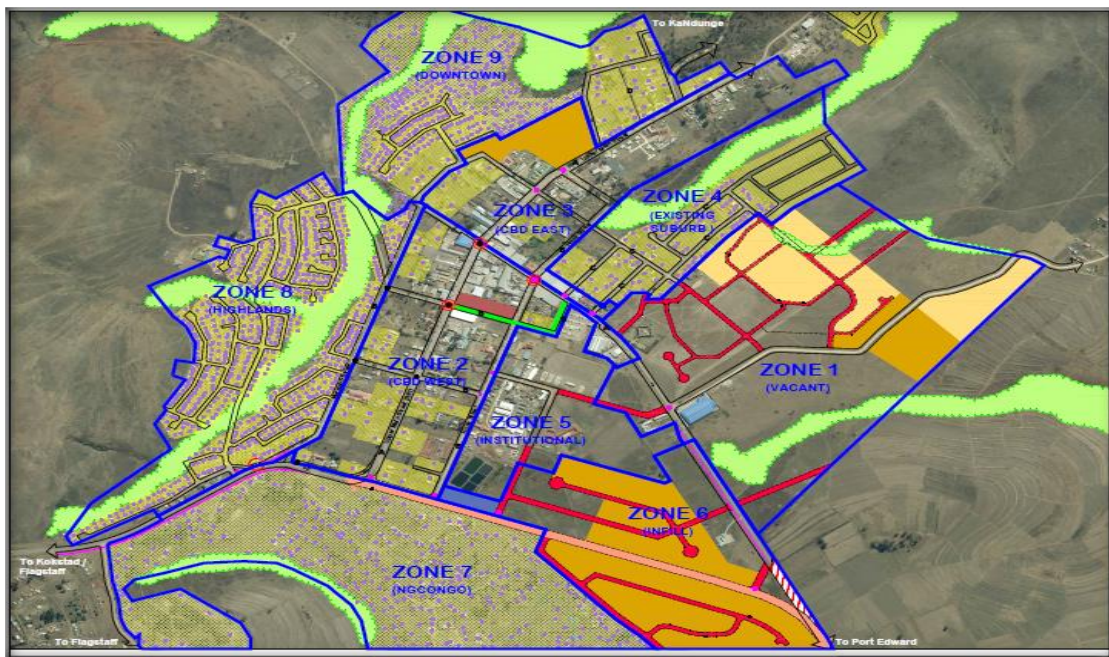 To KaNdunge
ZONE 9
(DOWNTOWN)
ZONE 3
(CBD EAST)
ZONE 4
(EXISTING
SUBURB )
ZONE 8
(HIGHLANDS)
ZONE 2
(CBD WEST)
ZONE 1
(VACANT)
ZONE 5
(INSTITUTIONAL)
ZONE 6
(INFILL)
To Kokstad /
Flagstaff
ZONE 7
(NGCONGO)
To Flagstaff
To Port Edward